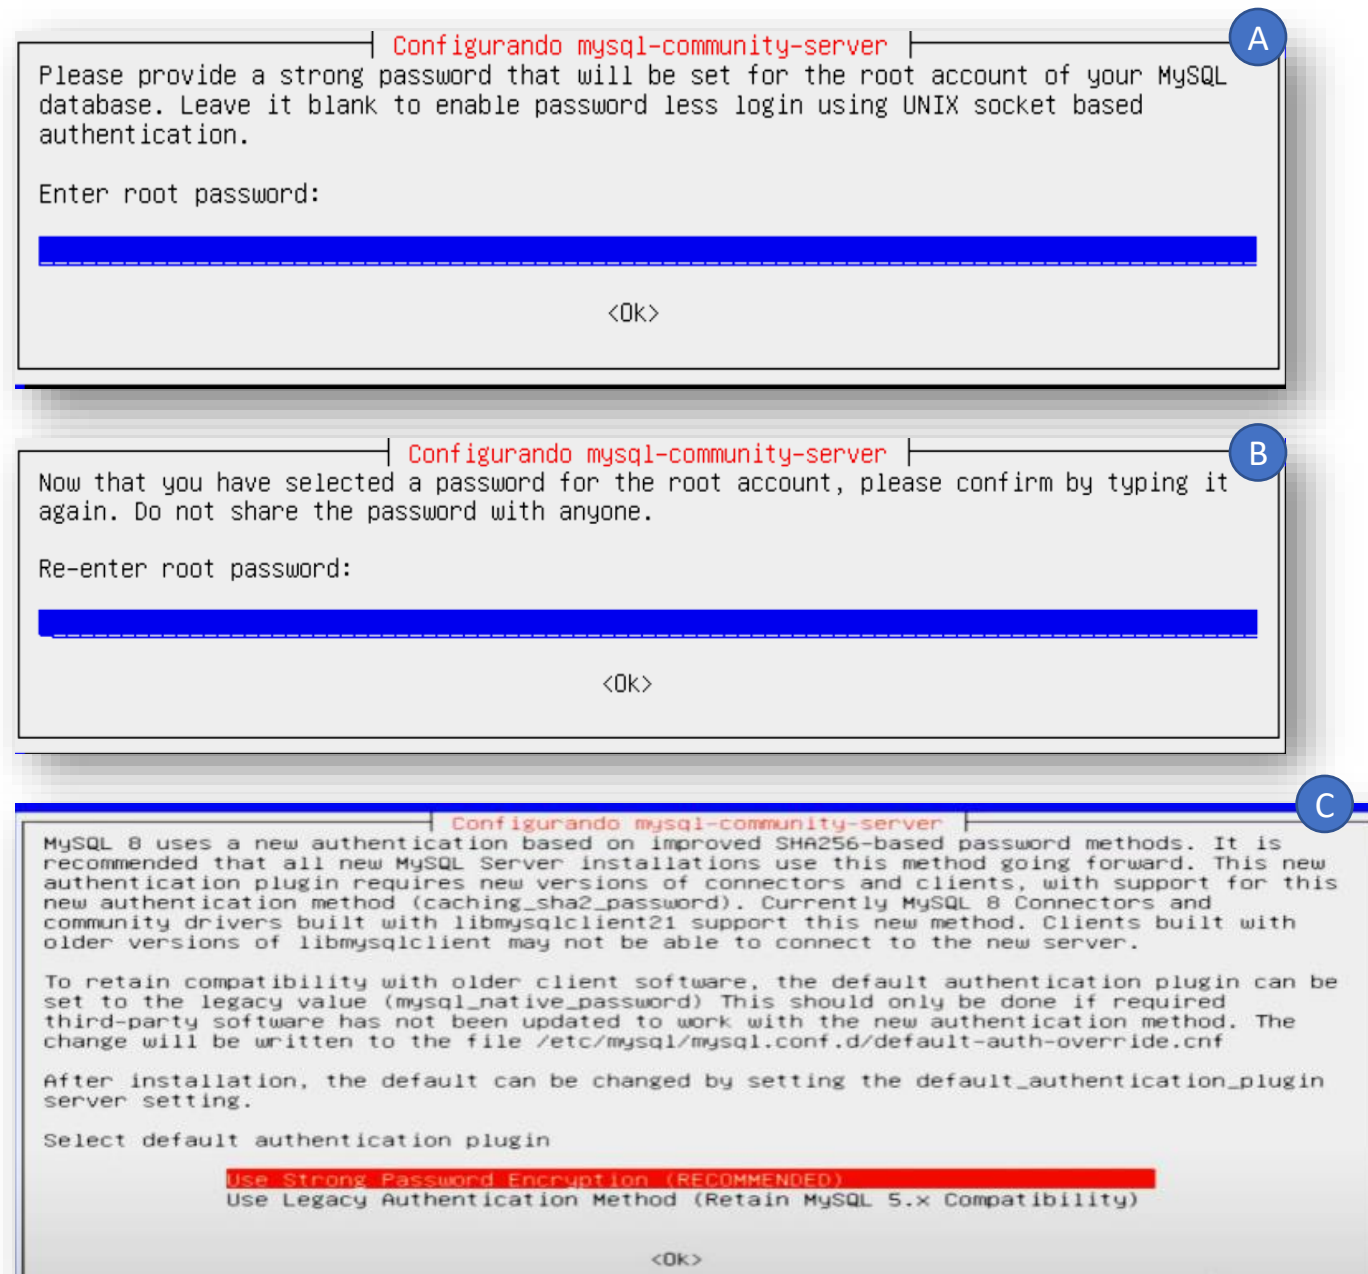 A
Configurando mysql-community-server
Please provide a strong password that will be set for the root account of your MySQL
database. Leave it blank to enable password less login using UNIX socket based
authentication.
Enter root password:
<Ok>
B
Configurando mysql-community-server
Now that you have selected a password for the root account, please confirm by typing it
again. Do not share the password with anyone.
Re-enter root password:
<Ok>
C
Configurando mysql-community-server
MySQL 8 uses a new authentication based on improved SHA256-based password methods. It is
recommended that all new MySQL Server installations use this method going forward. This new
authentication plugin requires new versions of connectors and clients, with support for this
new authentication method (caching_sha2_password). Currently MySQL 8 Connectors and
community drivers built with libmysqlclient21 support this new method. Clients built with
older versions of libmysqlclient may not be able to connect to the new server.
To retain compatibility with older client software, the default authentication plugin can be
set to the legacy value (mysql_native_password) This should only be done if required
third-party software has not been updated to work with the new authentication method. The
change will be written to the file /etc/mysql/mysql.conf.d/default-auth-override.cnf
After installation, the default can be changed by setting the default_authentication_plugin
server setting.
Select default authentication plugin
Use Strong Password Encryption (RECOMMENDED)
Use Legacy Authentication Method (Retain MySQL 5.x Compatibility)
<Ok>